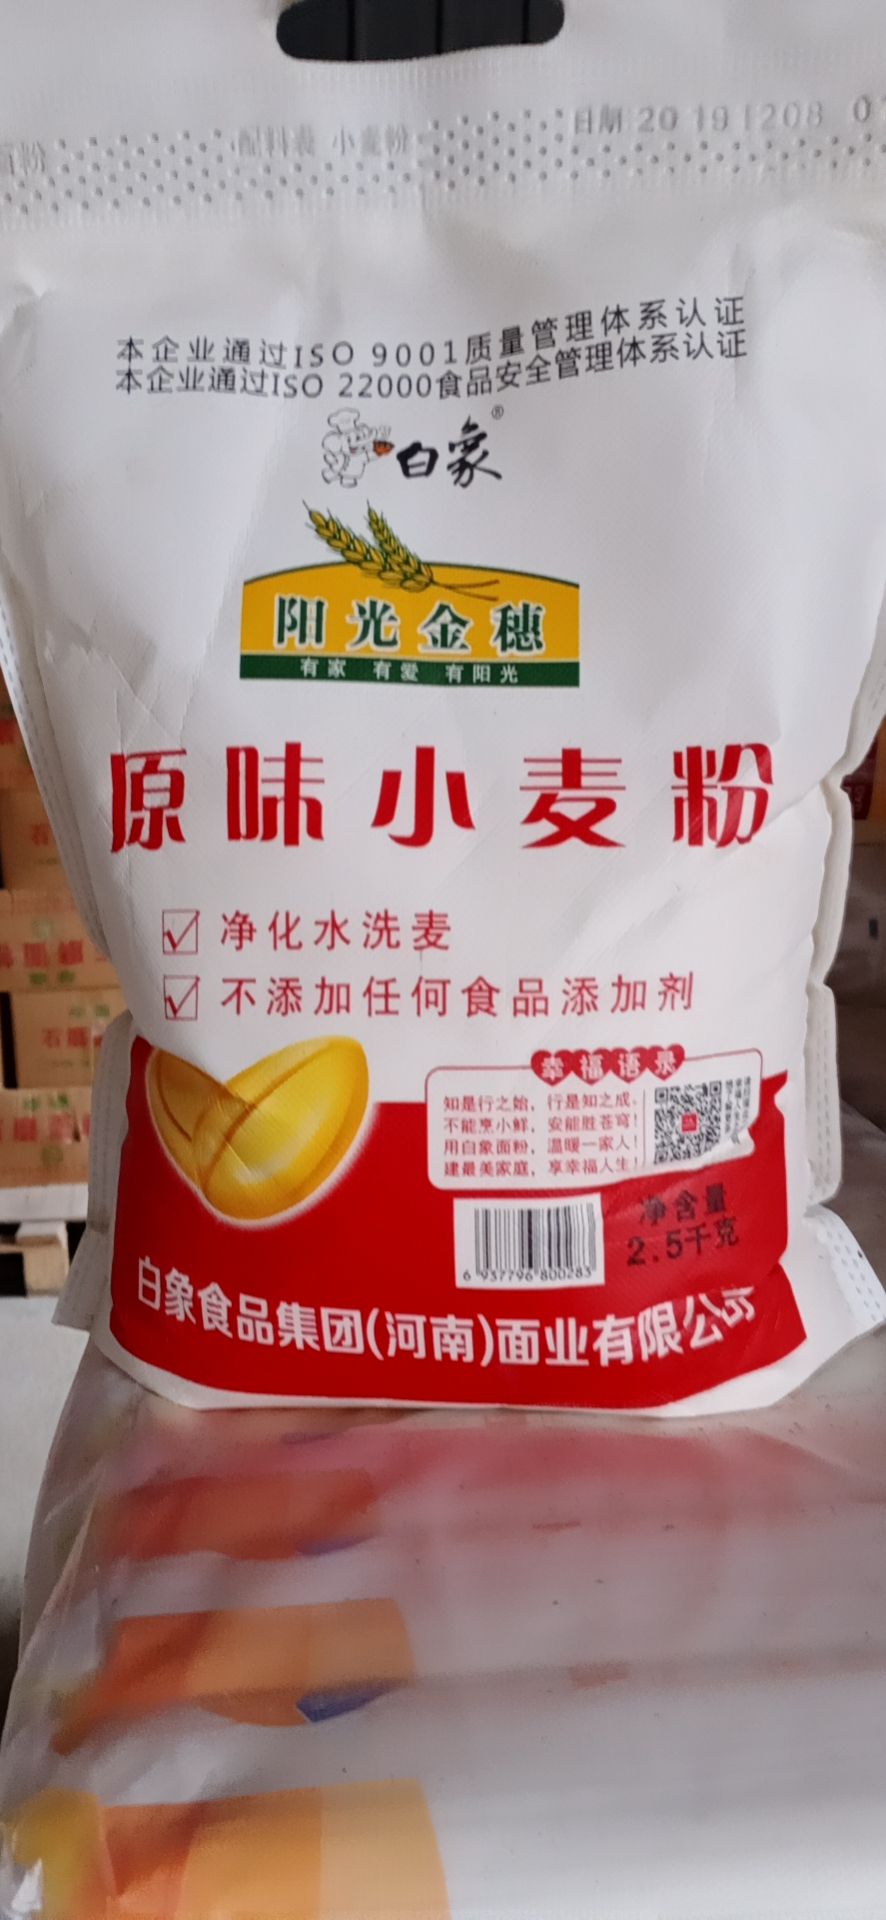 配料表 小麦粉
日期 20191208 0
本企业通过ISO 9001质量管理体系认证
本企业通过ISO 22000食品安全管理体系认证
白象®
阳光金穗
有家 有爱 有阳光
原味小麦粉
净化水洗麦
不添加任何食品添加剂
幸福语录
知是行之始，行是知之成。
不能烹小鲜，安能胜苍穹！
用白象面粉，温暖一家人！
建最美家庭，享幸福人生！
净含量
2.5千克
6 937796 800283
白象食品集团(河南)面业有限公司